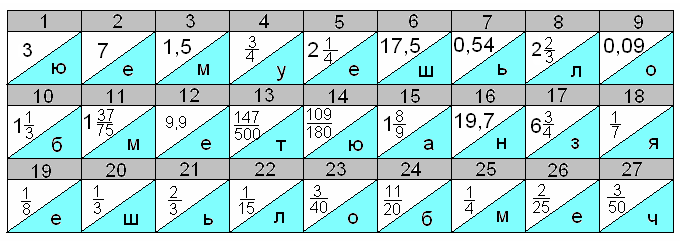 1 2 3 4 5 6 7 8 9
3 ю 7 е 1,5 м 3/4 у 2 1/4 е 17,5 ш 0,54 ь 2 2/3 л 0,09 о
10 11 12 13 14 15 16 17 18
1 1/3 б 1 37/75 м 9,9 е 147/500 т 109/180 ю 1 8/9 а 19,7 н 6 3/4 з 1/7 я
19 20 21 22 23 24 25 26 27
1/8 е 1/3 ш 2/3 ь 1/15 л 3/40 о 11/20 б 1/4 м 2/25 е 3/50 ч